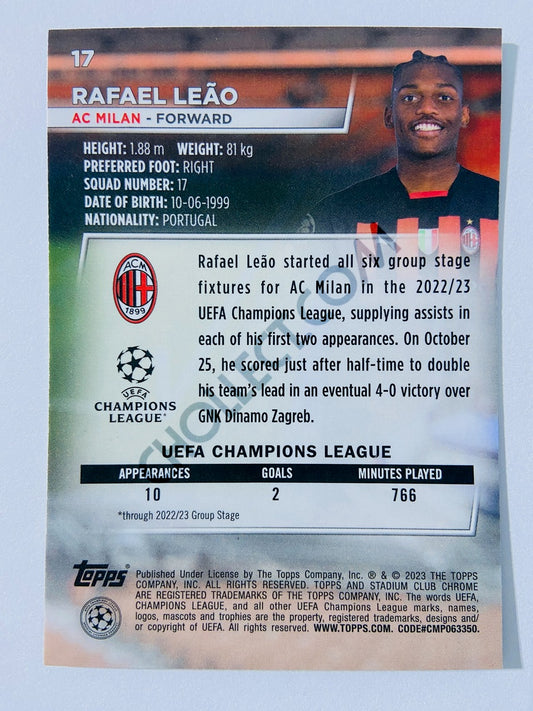 17
RAFAEL LEÃO
AC MILAN - FORWARD
HEIGHT: 1.88 m WEIGHT: 81 kg
PREFERRED FOOT: RIGHT
SQUAD NUMBER: 17
DATE OF BIRTH: 10-06-1999
NATIONALITY: PORTUGAL
ACM
1899
UEFA
CHAMPIONS
LEAGUE®
Rafael Leão started all six group stage
fixtures for AC Milan in the 2022/23
UEFA Champions League, supplying assists in
each of his first two appearances. On October
25, he scored just after half-time to double
his team's lead in an eventual 4-0 victory over
GNK Dinamo Zagreb.
UEFA CHAMPIONS LEAGUE
APPEARANCES GOALS MINUTES PLAYED
10 2 766
*through 2022/23 Group Stage
Topps
Published Under License by The Topps Company, Inc. ® & © 2023 THE TOPPS
COMPANY, INC. ALL RIGHTS RESERVED. TOPPS AND STADIUM CLUB CHROME
ARE REGISTERED TRADEMARKS OF THE TOPPS COMPANY, INC. The words UEFA,
CHAMPIONS LEAGUE, and all other UEFA Champions League marks, names,
logos, mascots and trophies are the property, registered trademarks, designs and/
or copyright of UEFA. All rights reserved. WWW.TOPPS.COM. CODE#CMP063350.